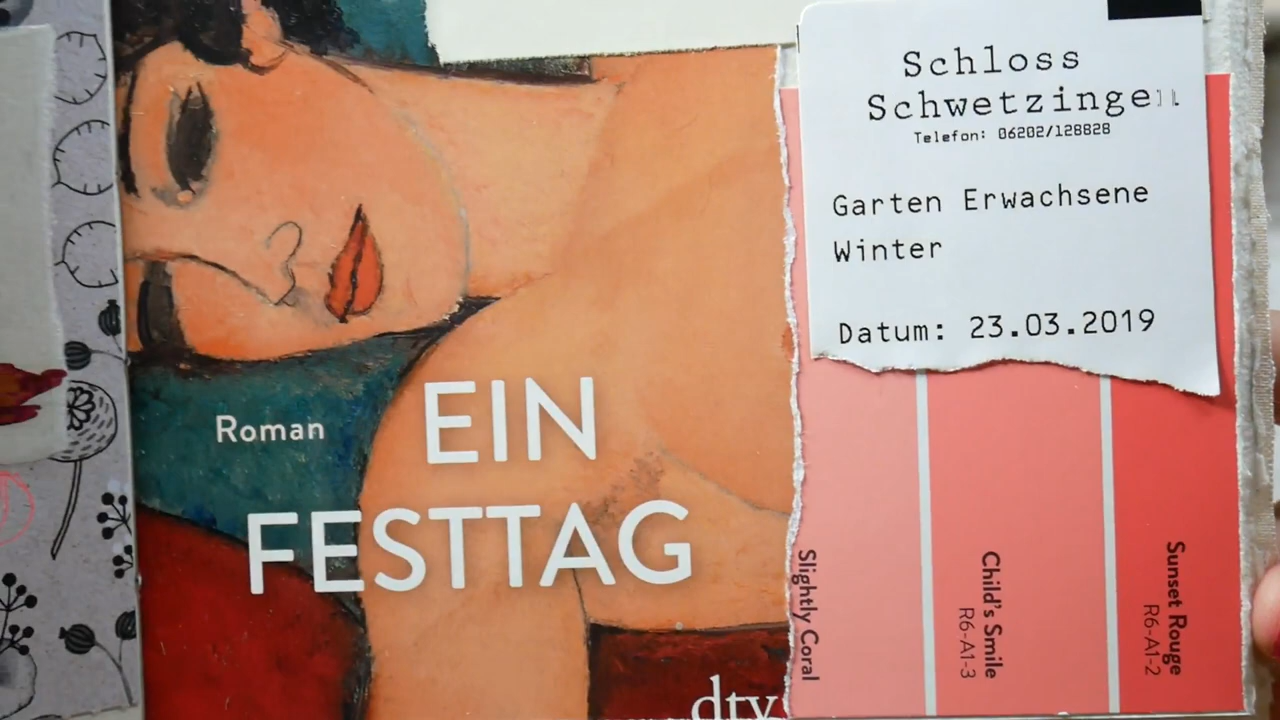 Roman
EIN
FESTTAG
dtv
Schloss
Schwetzingen
Telefon: 06202/128828
Garten Erwachsene
Winter
Datum: 23.03.2019
Slightly Coral
Child's Smile
R6-A1-3
Sunset Rouge
R6-A1-2